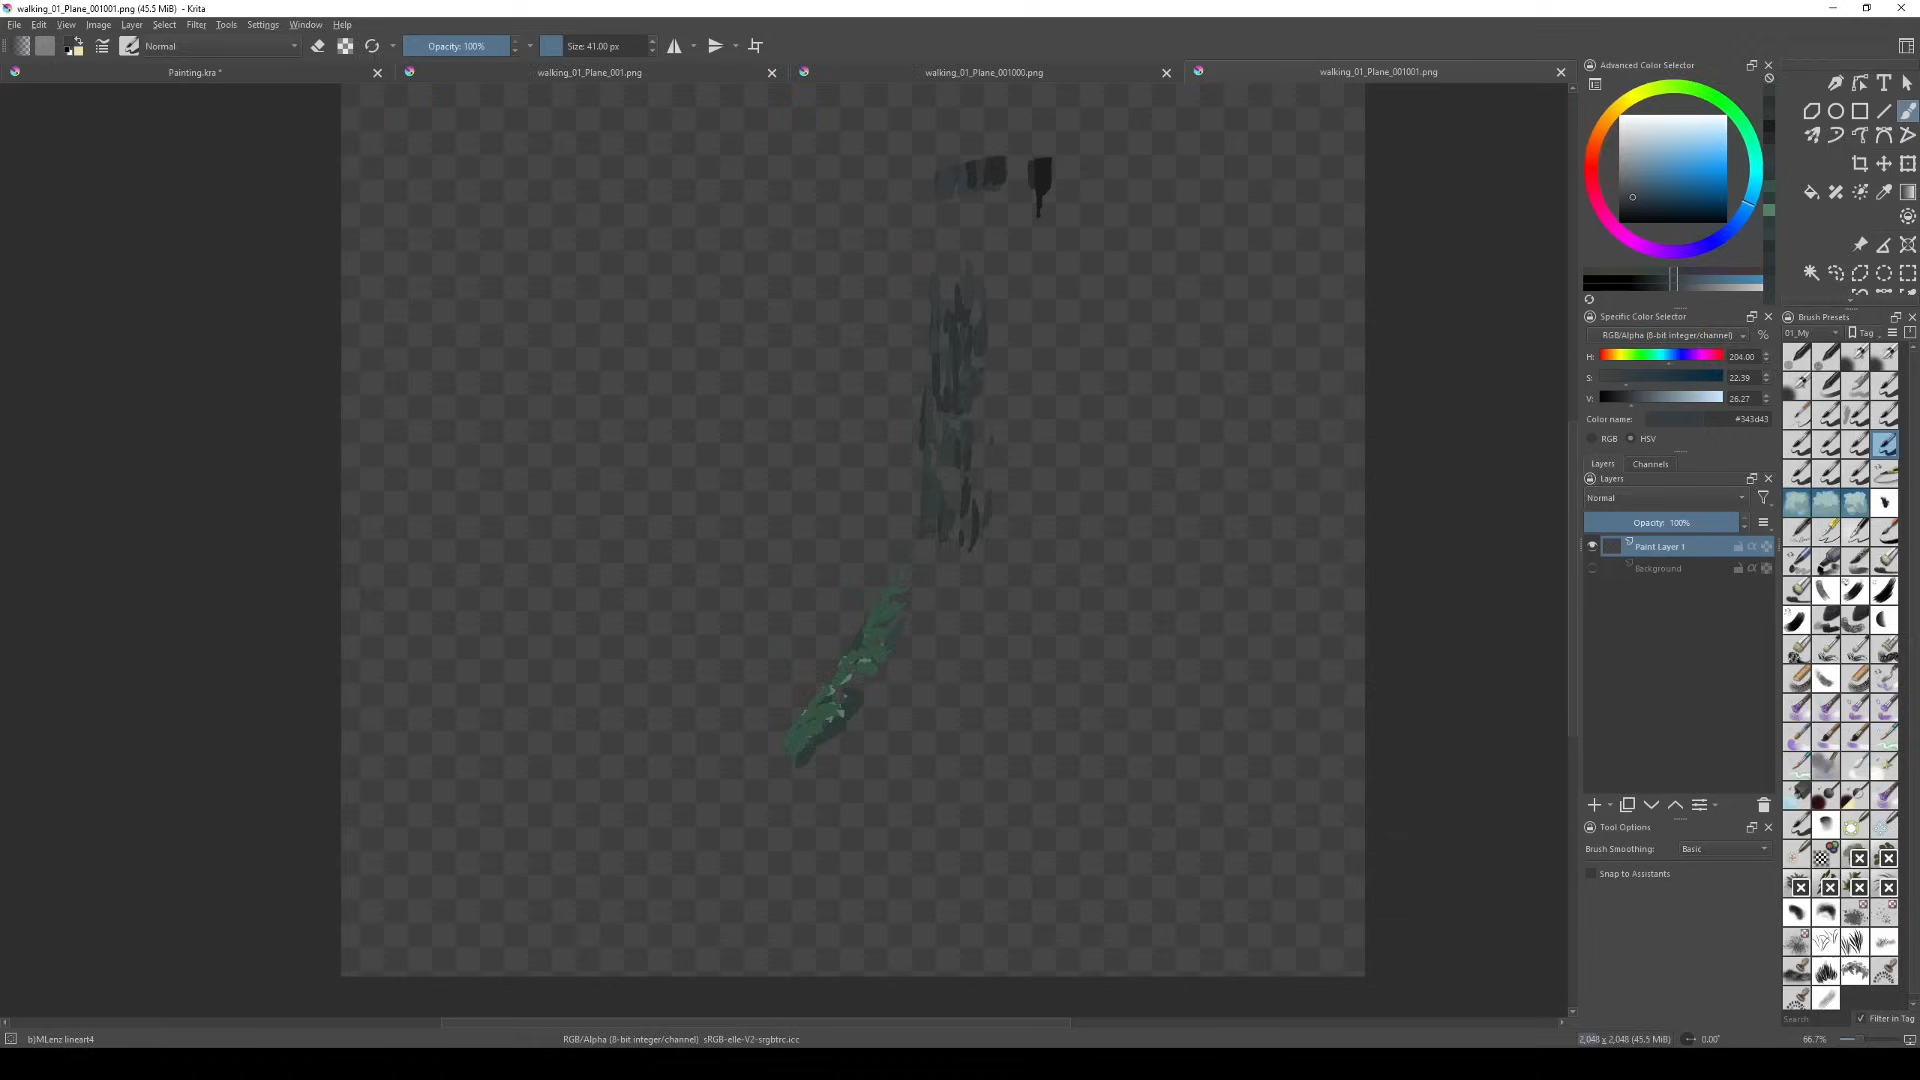 walking_01_Plane_001001.png (45.5 MiB) - Krita
File Edit View Image Layer Select Filter Tools Settings Window Help
Normal Opacity: 100% Size: 41.00 px
Painting.kra * walking_01_Plane_001.png walking_01_Plane_001000.png walking_01_Plane_001001.png
Advanced Color Selector
Specific Color Selector
RGB/Alpha (8-bit integer/channel) %
H: 204.00
S: 22.39
V: 26.27
Color name: #343d43
RGB HSV
Layers Channels
Layers
Normal
Opacity: 100%
Paint Layer 1
Background
Tool Options
Brush Smoothing: Basic
Snap to Assistants
Brush Presets
01_My Tag
Search Filter in Tag
b)MLenz lineart4
RGB/Alpha (8-bit integer/channel) sRGB-elle-V2-srgbtrc.icc
2,048 x 2,048 (45.5 MiB) 0.00° 66.7%